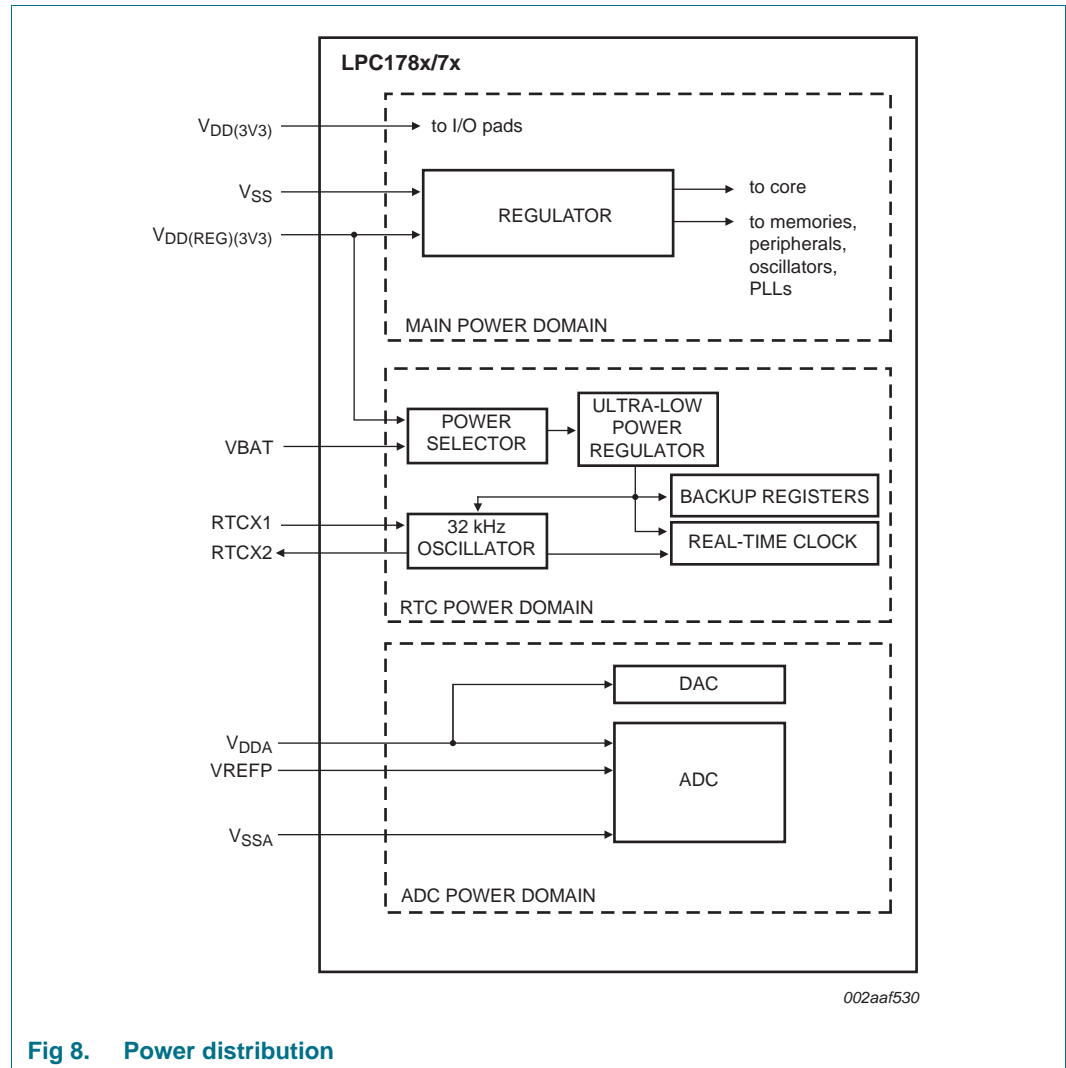 LPC178x/7x
VDD(3V3)
to I/O pads
VSS
REGULATOR
to core
VDD(REG)(3V3)
to memories,
peripherals,
oscillators,
PLLs
MAIN POWER DOMAIN
POWER
SELECTOR
ULTRA-LOW
POWER
REGULATOR
VBAT
BACKUP REGISTERS
RTCX1
RTCX2
32 kHz
OSCILLATOR
REAL-TIME CLOCK
RTC POWER DOMAIN
DAC
VDDA
VREFP
ADC
VSSA
ADC POWER DOMAIN
002aaf530
Fig 8. Power distribution